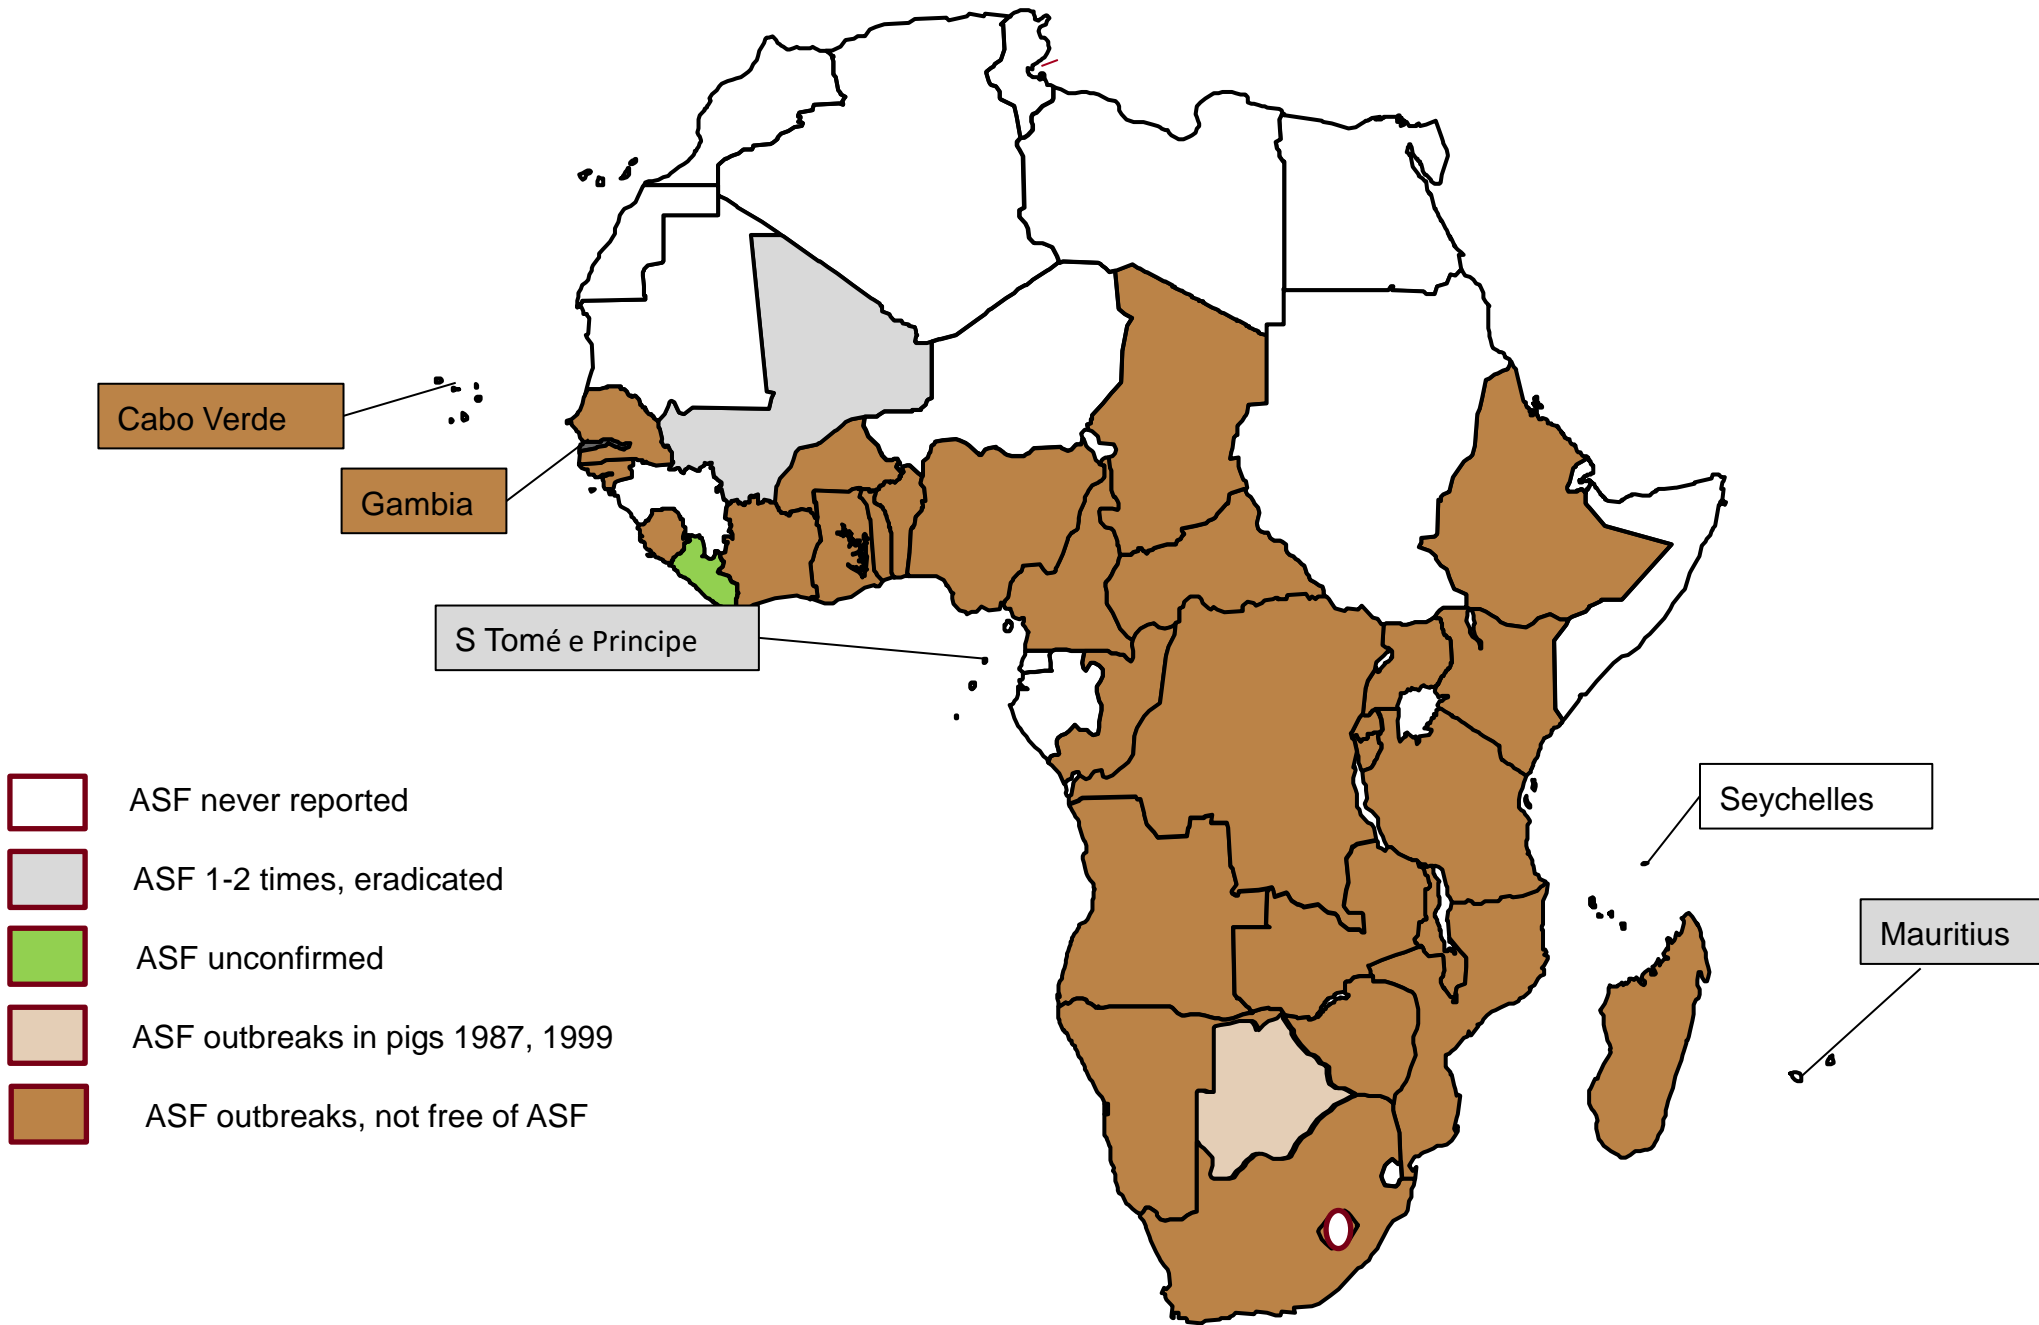 Cabo Verde
Gambia
S Tomé e Principe
Seychelles
Mauritius
ASF never reported
ASF 1-2 times, eradicated
ASF unconfirmed
ASF outbreaks in pigs 1987, 1999
ASF outbreaks, not free of ASF